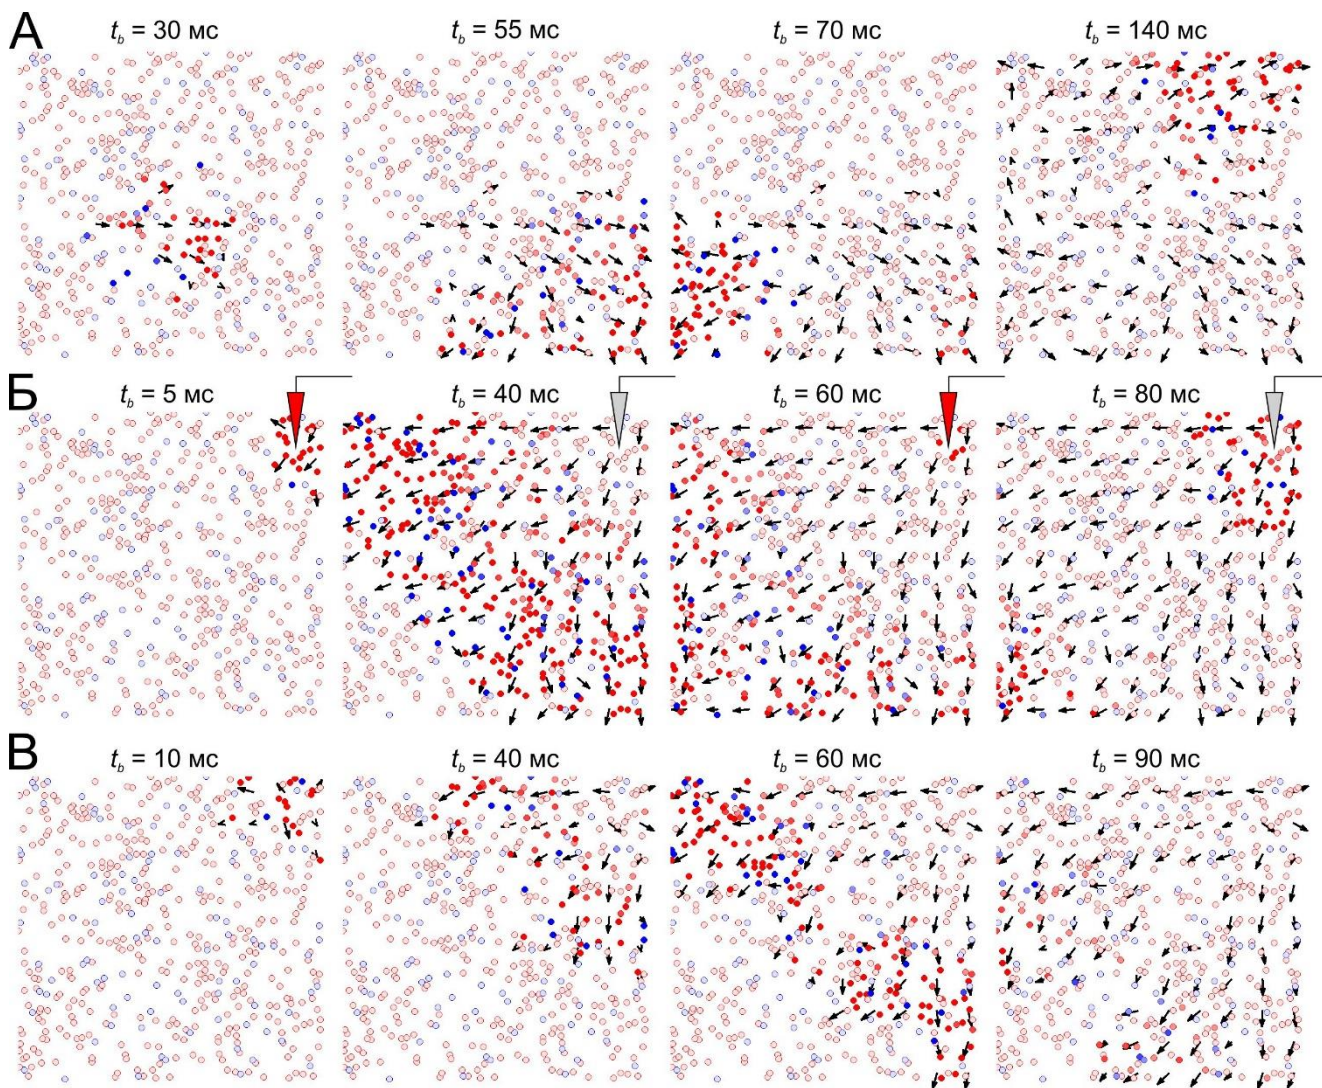 А
t_b = 30 мс t_b = 55 мс t_b = 70 мс t_b = 140 мс
Б
t_b = 5 мс t_b = 40 мс t_b = 60 мс t_b = 80 мс
В
t_b = 10 мс t_b = 40 мс t_b = 60 мс t_b = 90 мс